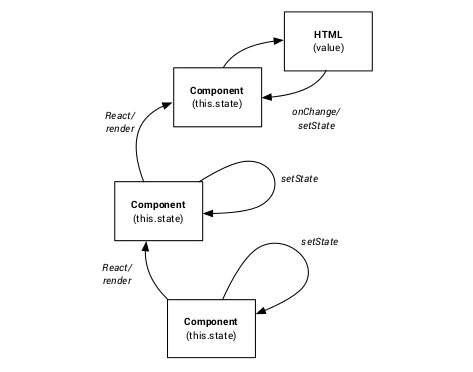 HTML
(value)
Component
(this.state)
onChange/
setState
React/
render
Component
(this.state)
setState
React/
render
setState
Component
(this.state)